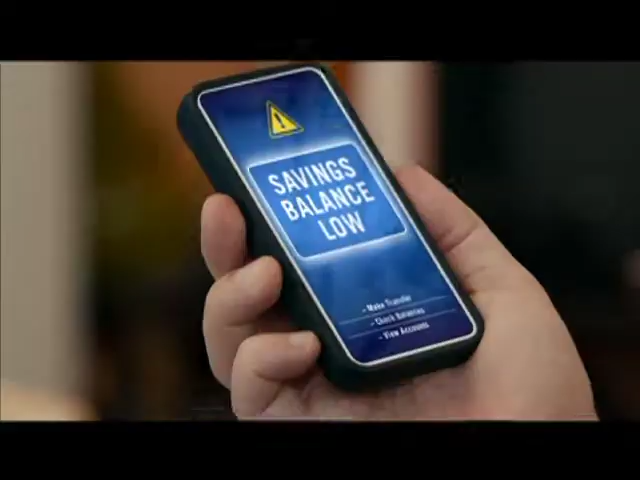 SAVINGS
BALANCE
LOW
- Make Transfer
- Check Balances
- View Accounts